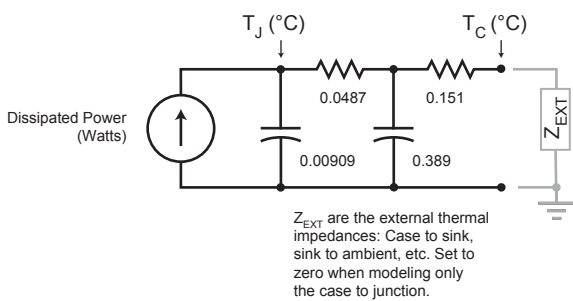 T_J (°C)
T_C (°C)
0.0487
0.151
Dissipated Power
(Watts)
Z_EXT
0.00909
0.389
Z_EXT are the external thermal
impedances: Case to sink,
sink to ambient, etc. Set to
zero when modeling only
the case to junction.